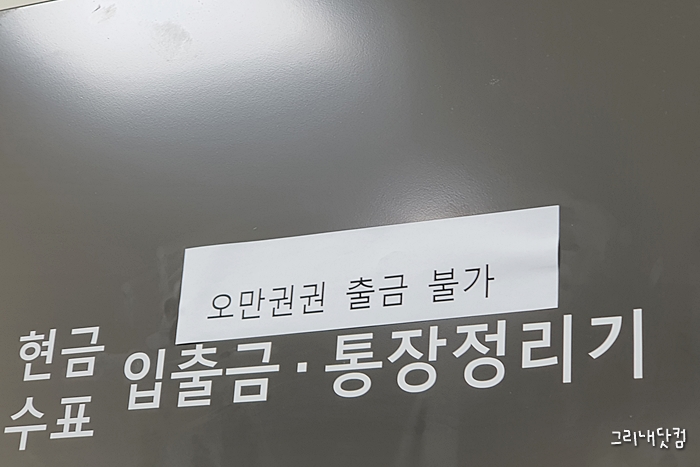 오만권권 출금 불가
현금
수표
입출금·통장정리기
그리내닷컴